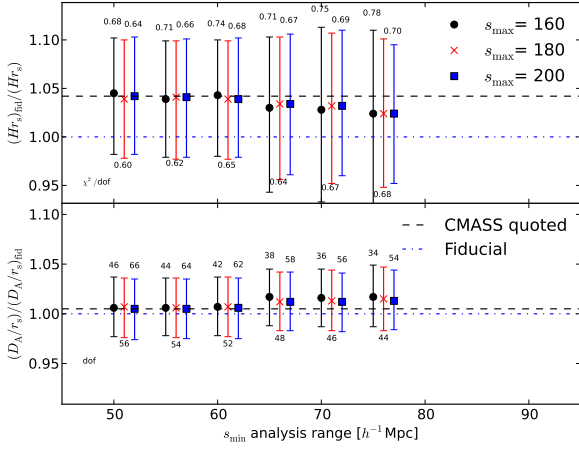 0.68 0.64 0.71 0.66 0.74 0.68 0.71 0.67 0.75 0.69 0.78 0.70
s_max = 160
s_max = 180
s_max = 200
1.10
1.05
1.00
0.95
(Hr_s)_fid/(Hr_s)
0.60 0.62 0.65 0.64 0.67 0.68
χ²/dof
CMASS quoted
Fiducial
1.10
1.05
1.00
0.95
(D_A/r_s)/(D_A/r_s)_fid
46 66 44 64 42 62 38 58 36 56 34 54
56 54 52 48 46 44
dof
50 60 70 80 90
s_min analysis range [h⁻¹ Mpc]